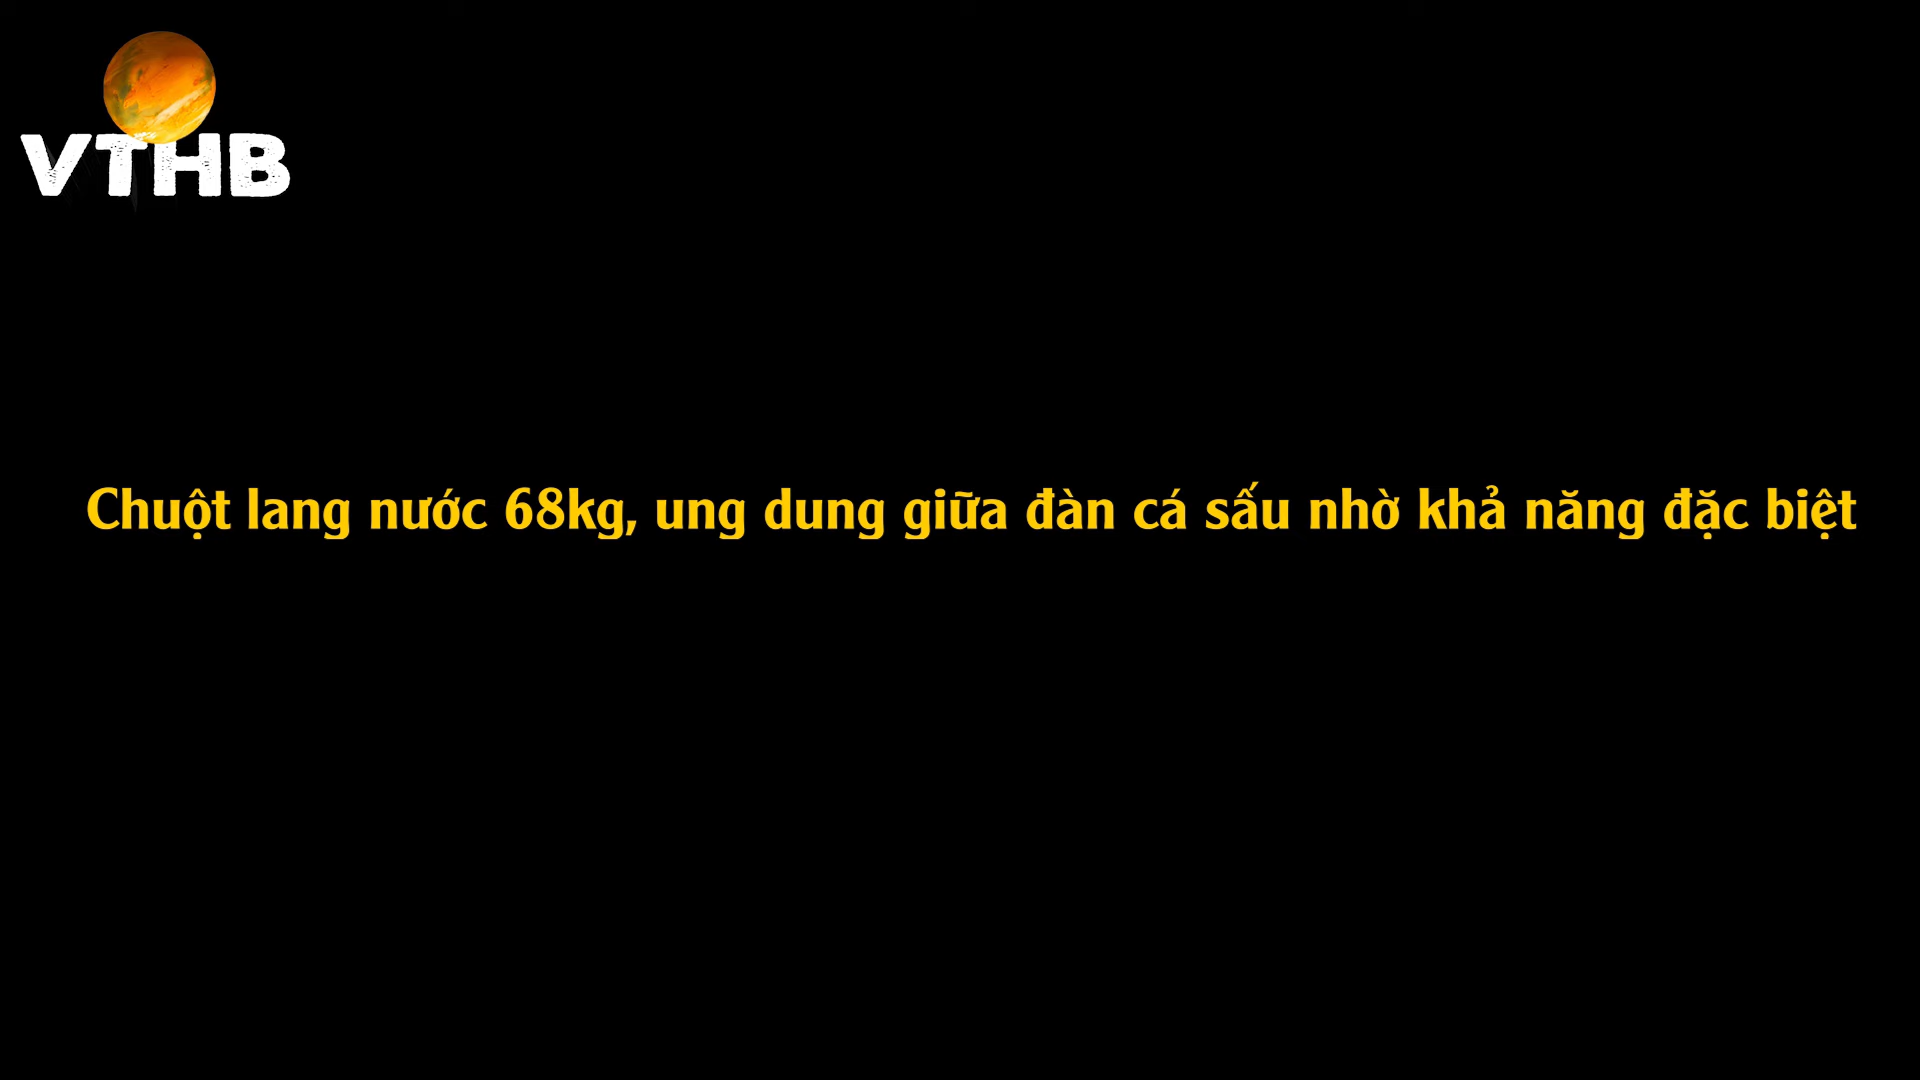 VTHB
Chuột lang nước 68kg, ung dung giữa đàn cá sấu nhờ khả năng đặc biệt